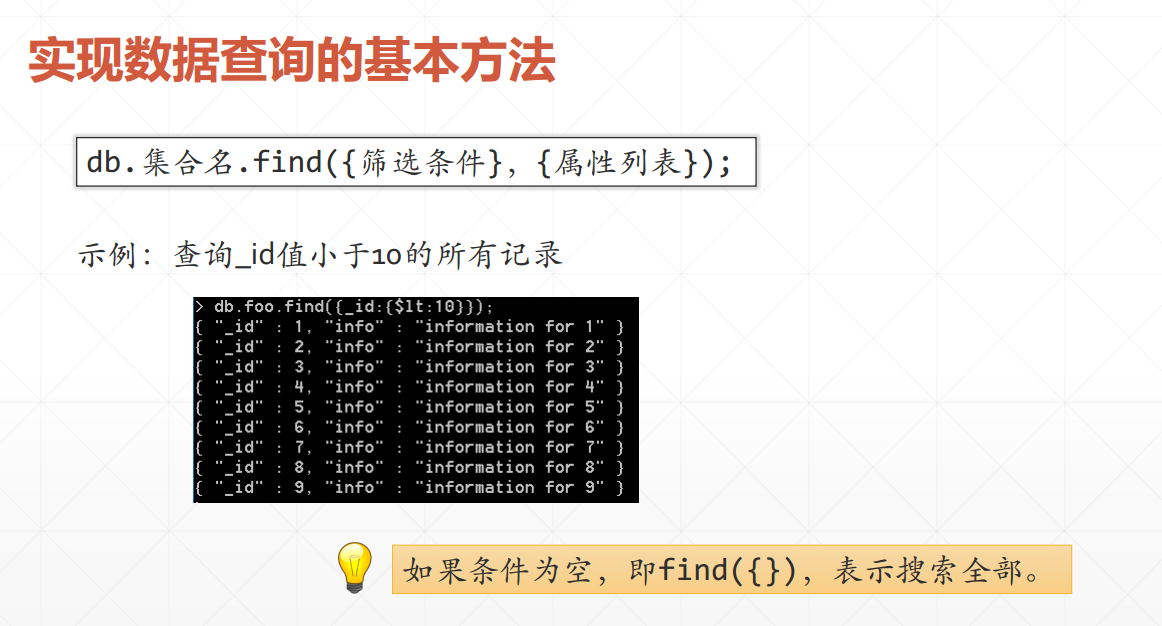 实现数据查询的基本方法
db.集合名.find({筛选条件}, {属性列表});
示例：查询_id值小于10的所有记录
> db.foo.find({_id:{$lt:10}});
{ "_id" : 1, "info" : "information for 1" }
{ "_id" : 2, "info" : "information for 2" }
{ "_id" : 3, "info" : "information for 3" }
{ "_id" : 4, "info" : "information for 4" }
{ "_id" : 5, "info" : "information for 5" }
{ "_id" : 6, "info" : "information for 6" }
{ "_id" : 7, "info" : "information for 7" }
{ "_id" : 8, "info" : "information for 8" }
{ "_id" : 9, "info" : "information for 9" }
如果条件为空，即find({})，表示搜索全部。